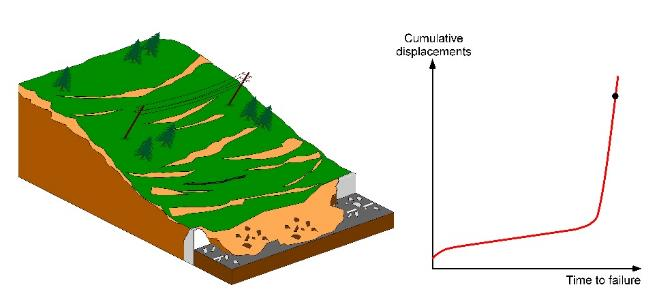 Cumulative
displacements
Time to failure